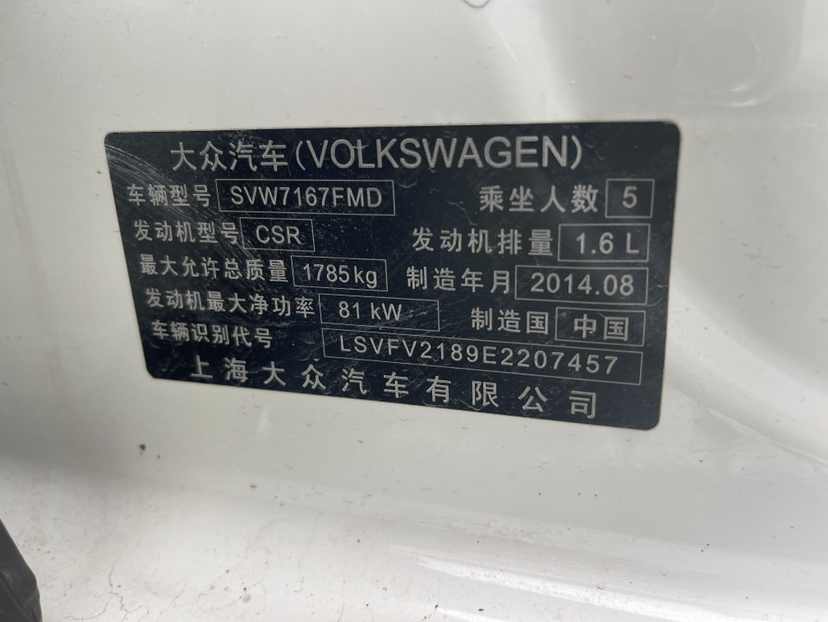 大众汽车(VOLKSWAGEN)
车辆型号 SVW7167FMD 乘坐人数 5
发动机型号 CSR 发动机排量 1.6 L
最大允许总质量 1785kg 制造年月 2014.08
发动机最大净功率 81 kW 制造国 中国
车辆识别代号 LSVFV2189E2207457
上海大众汽车有限公司